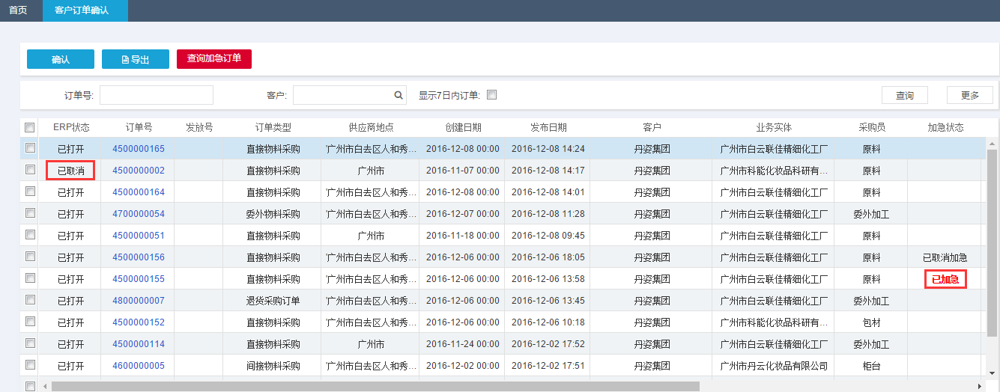 首页 客户订单确认
确认 导出 查询加急订单
订单号: 客户: 显示7日内订单: 查询 更多
ERP状态 订单号 发放号 订单类型 供应商地点 创建日期 发布日期 客户 业务实体 采购员 加急状态
已打开 4500000165 直接物料采购 '广州市白去区人和秀... 2016-12-08 00:00 2016-12-08 14:24 丹姿集团 广州市白云联佳精细化工厂 原料
已取消 4500000002 直接物料采购 广州市 2016-11-07 00:00 2016-12-08 14:17 丹姿集团 广州市科能化妆品科研有... 原料
已打开 4500000164 直接物料采购 '广州市白去区人和秀... 2016-12-08 00:00 2016-12-08 14:01 丹姿集团 广州市白云联佳精细化工厂 原料
已打开 4700000054 委外物料采购 '广州市白去区人和秀... 2016-12-07 00:00 2016-12-08 11:28 丹姿集团 广州市白云联佳精细化工厂 委外加工
已打开 4500000051 直接物料采购 广州市 2016-11-18 00:00 2016-12-08 09:45 丹姿集团 广州市白云联佳精细化工厂 原料
已打开 4500000156 直接物料采购 '广州市白去区人和秀... 2016-12-06 00:00 2016-12-06 18:05 丹姿集团 广州市白云联佳精细化工厂 原料 已取消加急
已打开 4500000155 直接物料采购 '广州市白去区人和秀... 2016-12-06 00:00 2016-12-06 13:58 丹姿集团 广州市白云联佳精细化工厂 原料 已加急
已打开 4800000007 退货采购订单 '广州市白去区人和秀... 2016-12-06 00:00 2016-12-06 13:45 丹姿集团 广州市白云联佳精细化工厂 委外加工
已打开 4500000152 直接物料采购 '广州市白去区人和秀... 2016-12-06 00:00 2016-12-06 10:18 丹姿集团 广州市科能化妆品科研有... 包材
已打开 4500000114 直接物料采购 广州市 2016-11-24 00:00 2016-12-02 17:52 丹姿集团 广州市白云联佳精细化工厂 委外加工
已打开 4600000005 间接物料采购 '广州市白去区人和秀... 2016-12-02 00:00 2016-12-02 17:51 丹姿集团 广州市丹云化妆品有限公司 柜台